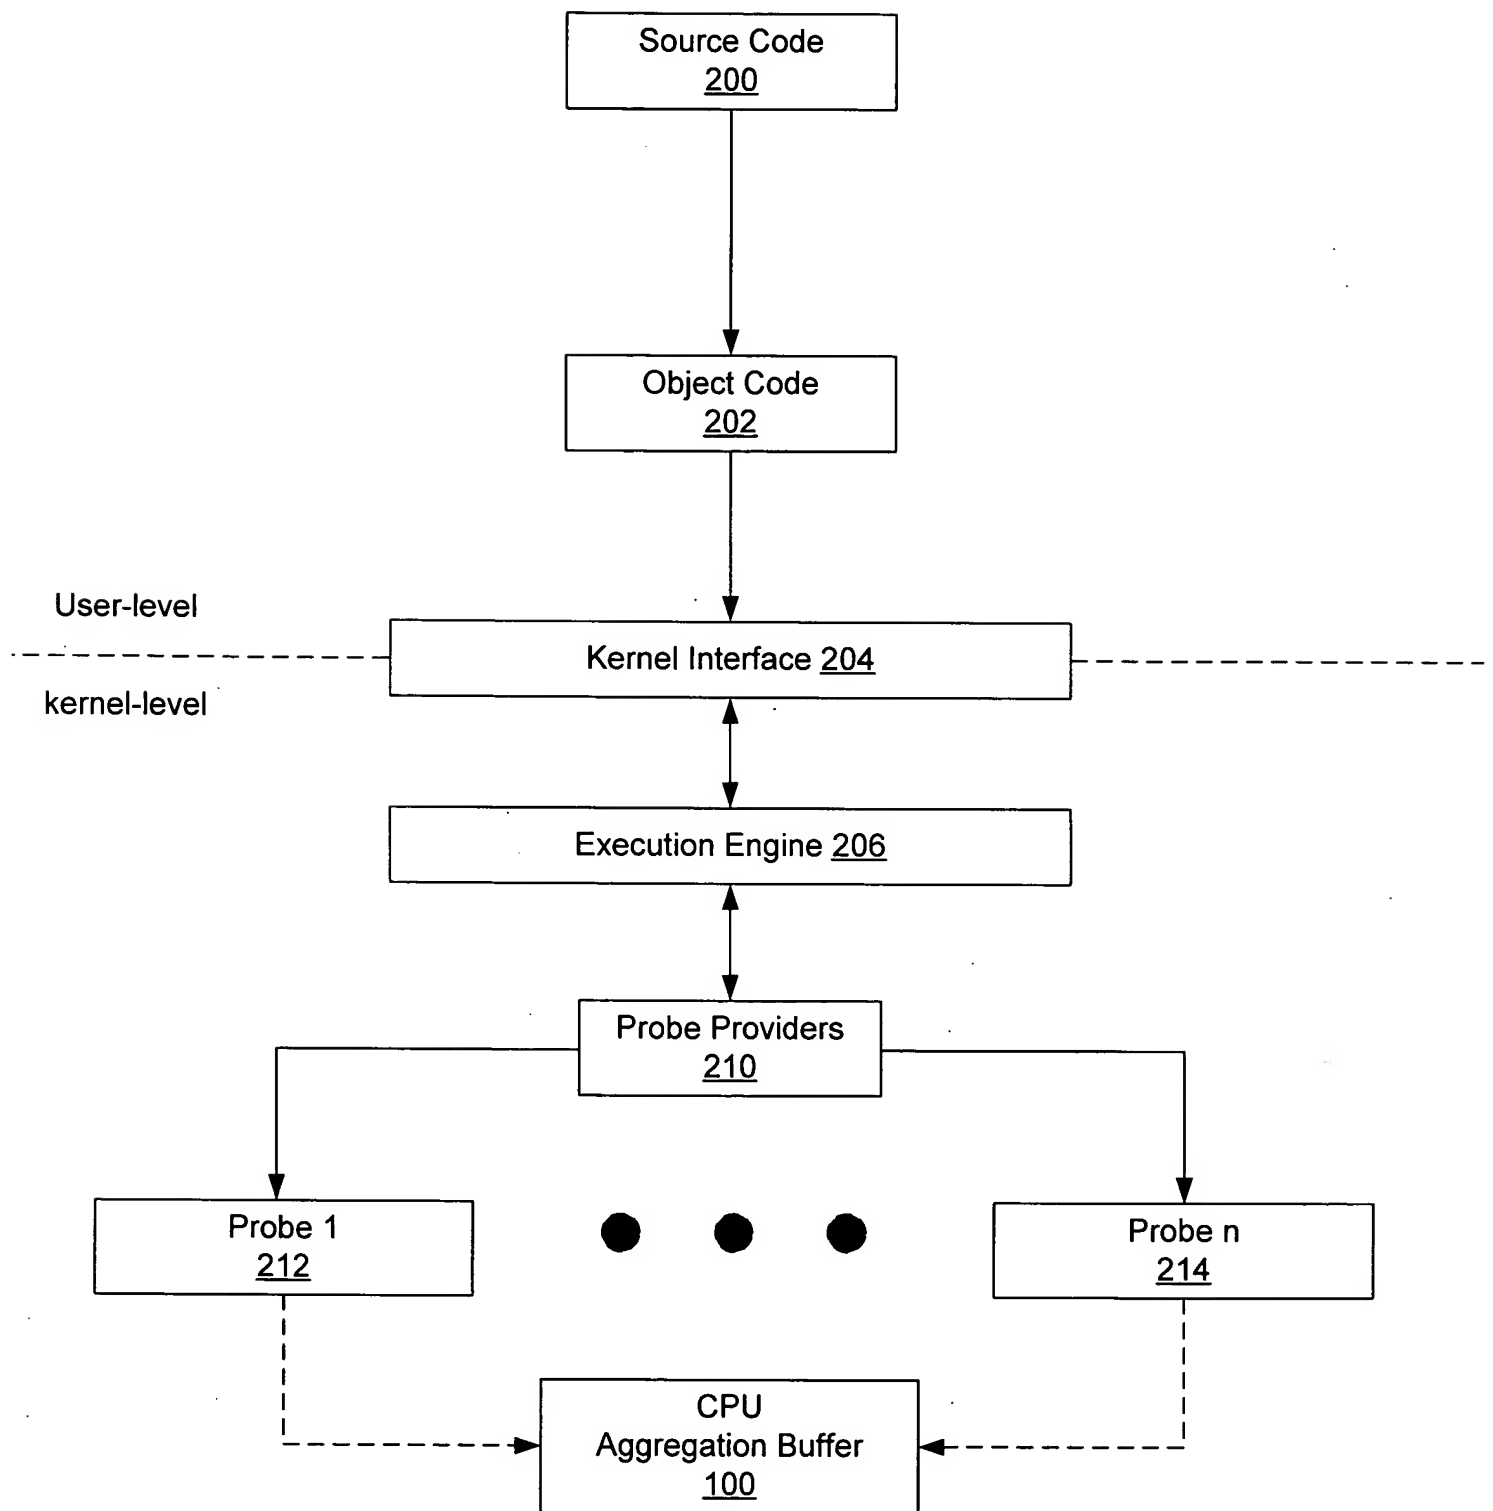 Source Code
200
Object Code
202
User-level
Kernel Interface 204
kernel-level
Execution Engine 206
Probe Providers
210
Probe 1
212
Probe n
214
CPU
Aggregation Buffer
100